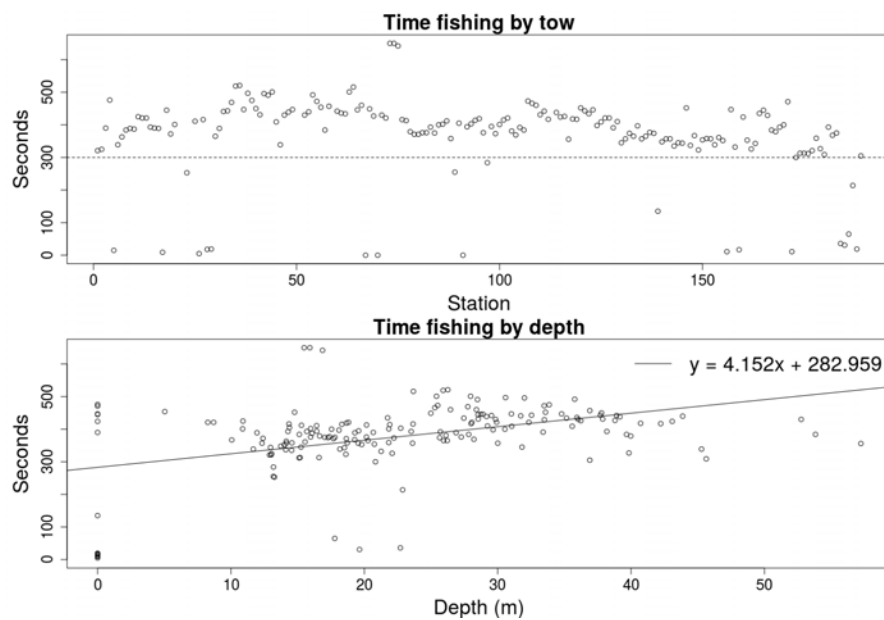 Time fishing by tow
Seconds
500
300
100
0
0
50
100
150
Station
Time fishing by depth
y = 4.152x + 282.959
Seconds
500
300
100
0
0
10
20
30
40
50
Depth (m)